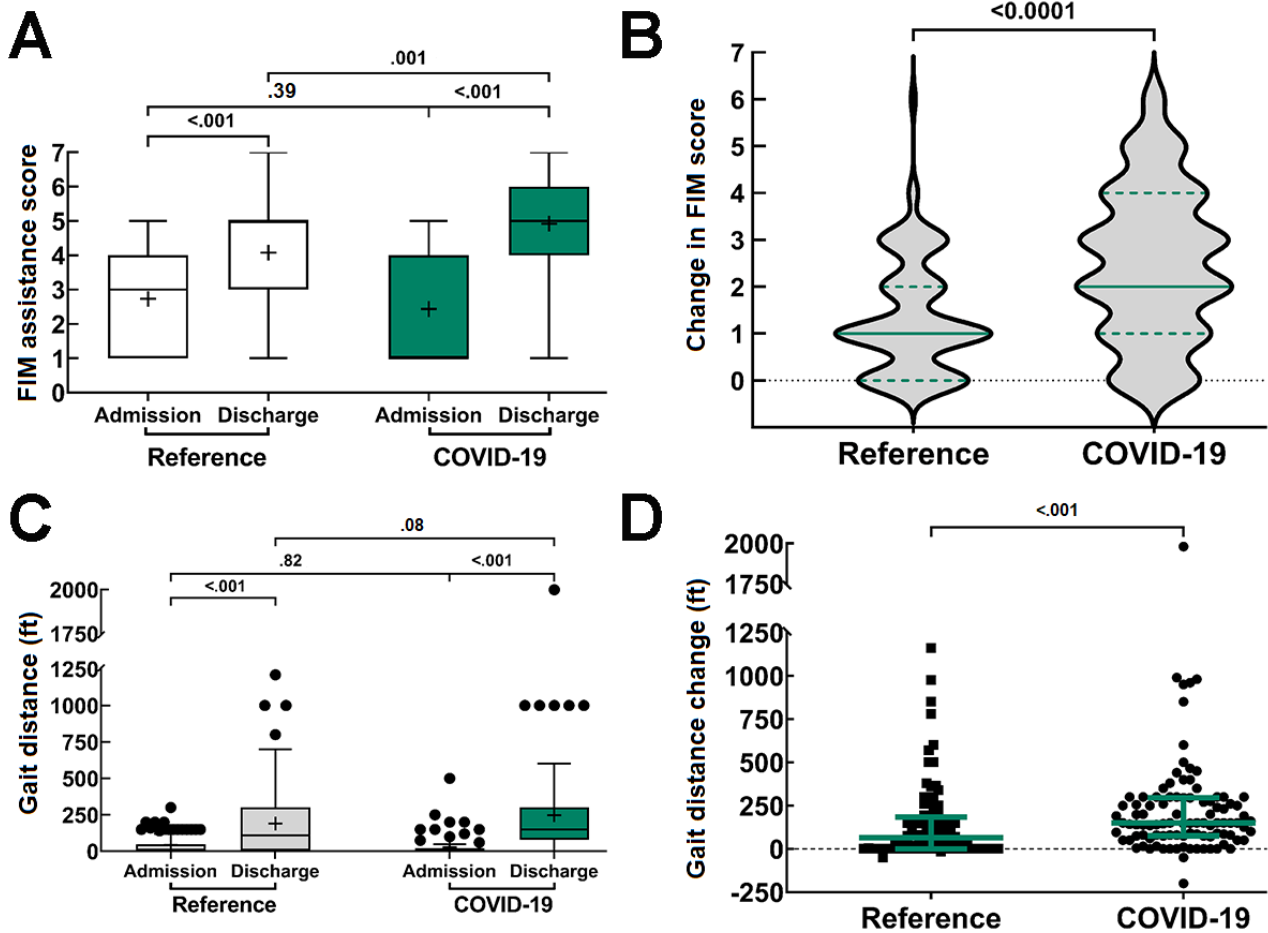 A
.001
.39
<.001
<.001
FIM assistance score
7
6
5
4
3
2
1
0
Admission
Discharge
Admission
Discharge
Reference
COVID-19
B
<0.0001
Change in FIM score
7
6
5
4
3
2
1
0
Reference
COVID-19
C
.08
.82
<.001
<.001
Gait distance (ft)
2000
1750
1250
1000
750
500
250
0
Admission
Discharge
Admission
Discharge
Reference
COVID-19
D
<.001
Gait distance change (ft)
2000
1750
1250
1000
750
500
250
0
-250
Reference
COVID-19